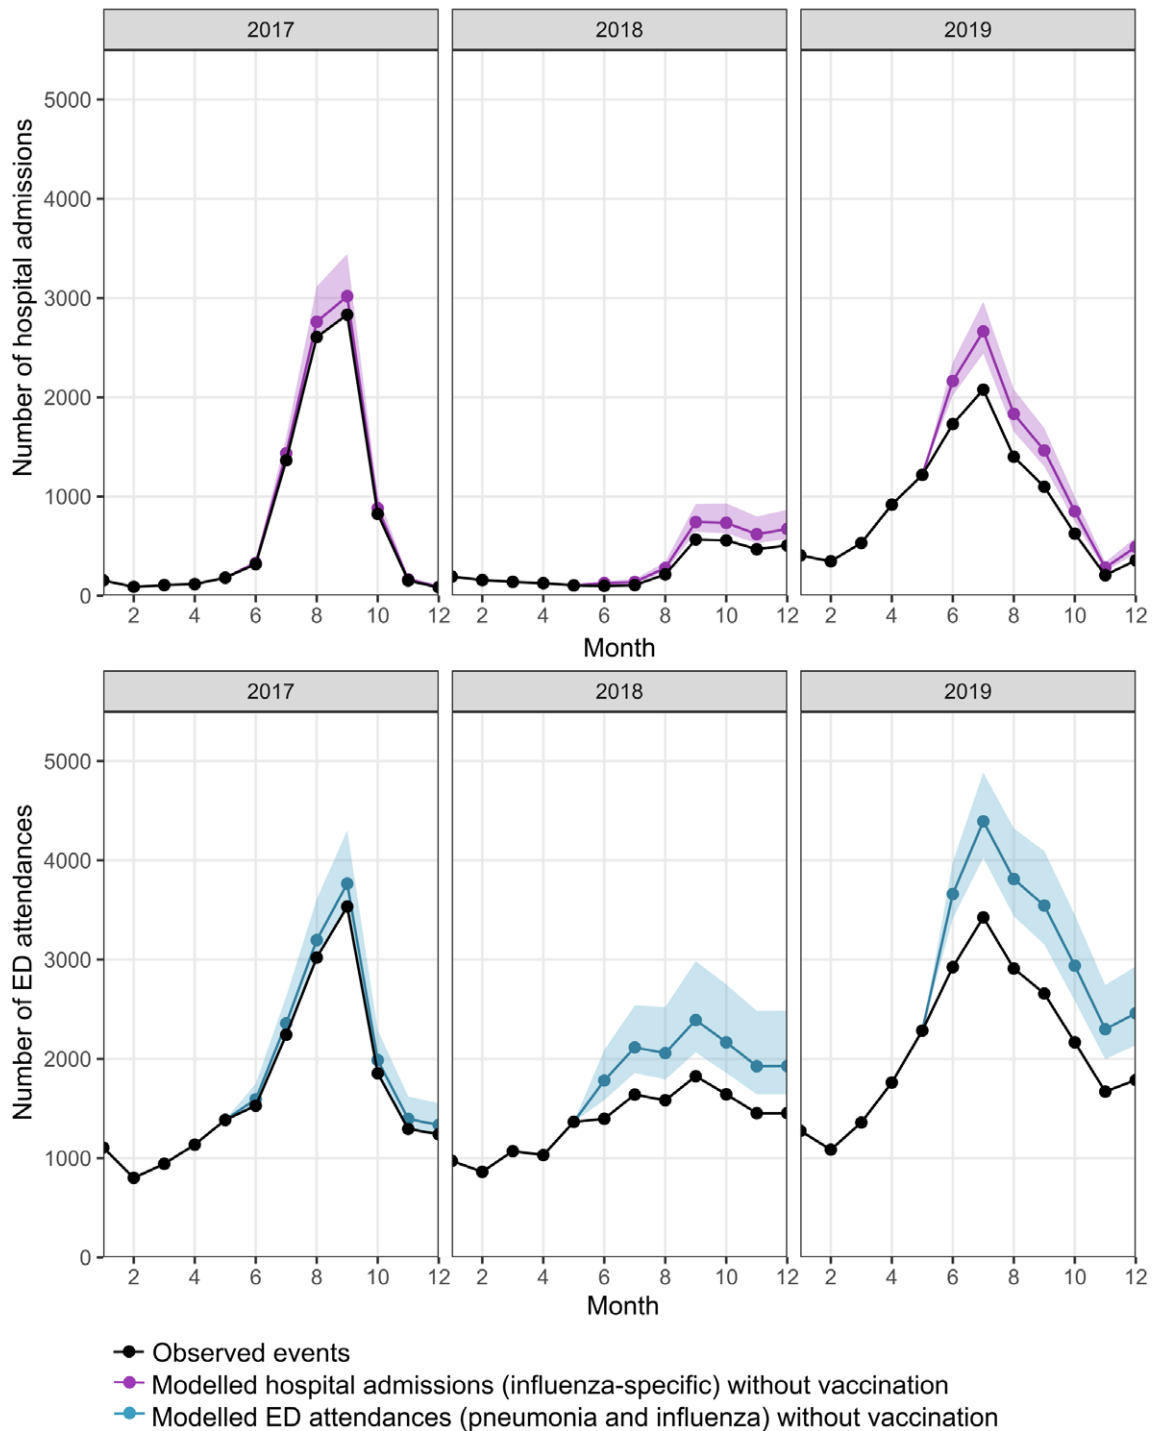 2017 2018 2019
Number of hospital admissions
5000
4000
3000
2000
1000
0
2 4 6 8 10 12 2 4 6 8 10 12 2 4 6 8 10 12
Month
2017 2018 2019
Number of ED attendances
5000
4000
3000
2000
1000
0
2 4 6 8 10 12 2 4 6 8 10 12 2 4 6 8 10 12
Month
Observed events
Modelled hospital admissions (influenza-specific) without vaccination
Modelled ED attendances (pneumonia and influenza) without vaccination